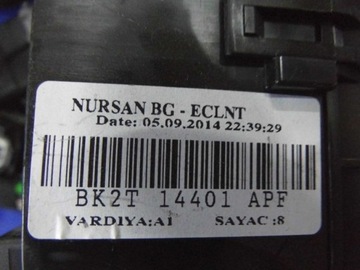 NURSAN BG - ECLNT
Date: 05.09.2014 22:39:29
BK2T 14401 APF
VARDIYA:A1 SAYAC :8